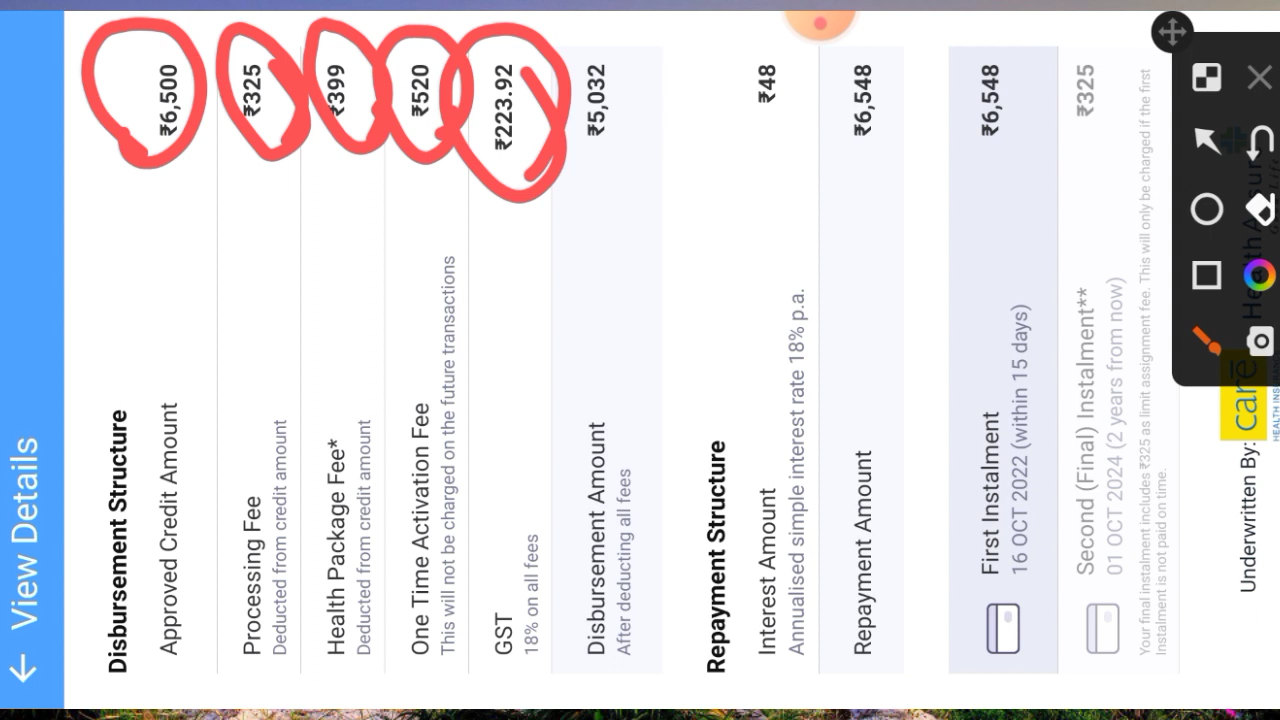 ← View Details
Disbursement Structure
Approved Credit Amount ₹6,500
Processing Fee ₹325
Deducted from credit amount
Health Package Fee* ₹399
Deducted from credit amount
One Time Activation Fee ₹520
This will not be charged on the future transactions
GST ₹223.92
18% on all fees
Disbursement Amount ₹5,032
After deducting all fees
Repayment Structure
Interest Amount ₹48
Annualised simple interest rate 18% p.a.
Repayment Amount ₹6,548
First Instalment ₹6,548
16 OCT 2022 (within 15 days)
Second (Final) Instalment** ₹325
01 OCT 2024 (2 years from now)
Your final instalment includes ₹325 as limit assignment fee. This will only be charged if the first
Instalment is not paid on time.
Underwritten By: care
HEALTH INS